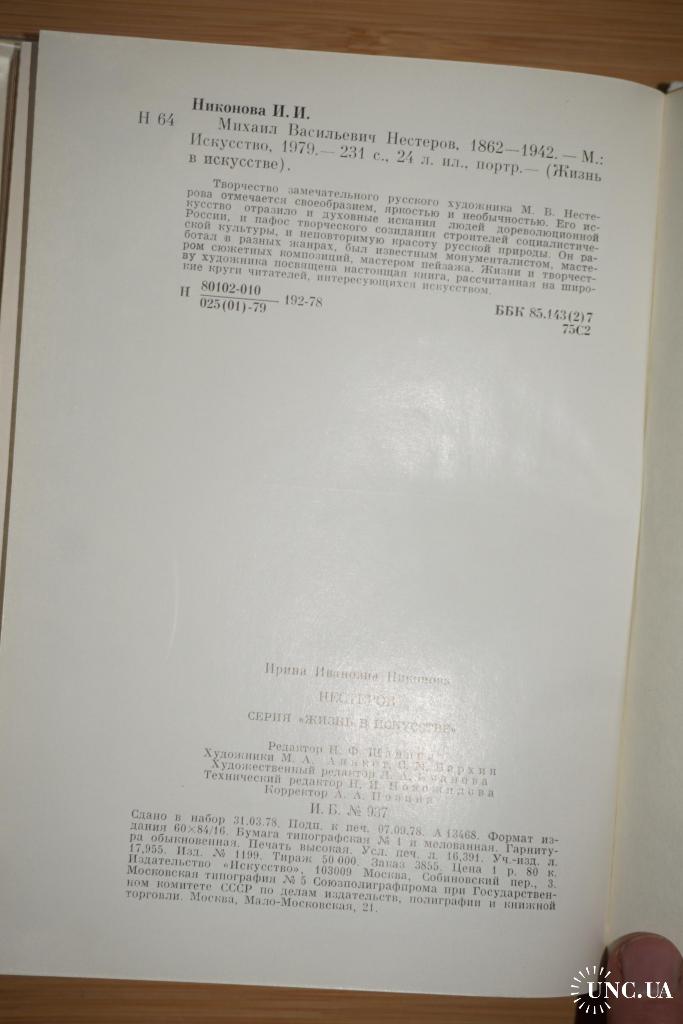 Никонова И. И.
Н 64
Михаил Васильевич Нестеров, 1862—1942. — М.:
Искусство, 1979. — 231 с., 24 л. ил., портр. — (Жизнь
в искусстве).
Творчество замечательного русского художника М. В. Несте-
рова отмечается своеобразием, яркостью и необычностью. Его ис-
кусство отразило и духовные искания людей дореволюционной
России, и пафос творческого созидания строителей социалистиче-
ской культуры, и неповторимую красоту русской природы. Он ра-
ботал в разных жанрах, был известным монументалистом, масте-
ром сюжетных композиций, мастером пейзажа. Жизни и творчест-
ву художника посвящена настоящая книга, рассчитанная на широ-
кие круги читателей, интересующихся искусством.
Н 80102-010
025(01)-79 192-78
ББК 85.143(2)7
75С2
Ирина Ивановна Никонова
НЕСТЕРОВ
СЕРИЯ «ЖИЗНЬ В ИСКУССТВЕ»
Редактор Н. Ф.
Художники М. А. Аникст, С. М. Бархин
Художественный редактор Л. А. Иванова
Технический редактор Н. И. Новожилова
Корректор А. А.
И. Б. № 937
Сдано в набор 31.03.78. Подп. к печ. 07.09.78. А 13468. Формат из-
дания 60×84/16. Бумага типографская № 1 и мелованная. Гарниту-
ра обыкновенная. Печать высокая. Усл. печ. л. 16,391. Уч.-изд. л.
17,955. Изд. № 1199. Тираж 50 000. Заказ 3855. Цена 1 р. 80 к.
Издательство «Искусство», 103009 Москва, Собиновский пер., 3.
Московская типография № 5 Союзполиграфпрома при Государствен-
ном комитете СССР по делам издательств, полиграфии и книжной
торговли. Москва, Мало-Московская, 21.
UNC.UA